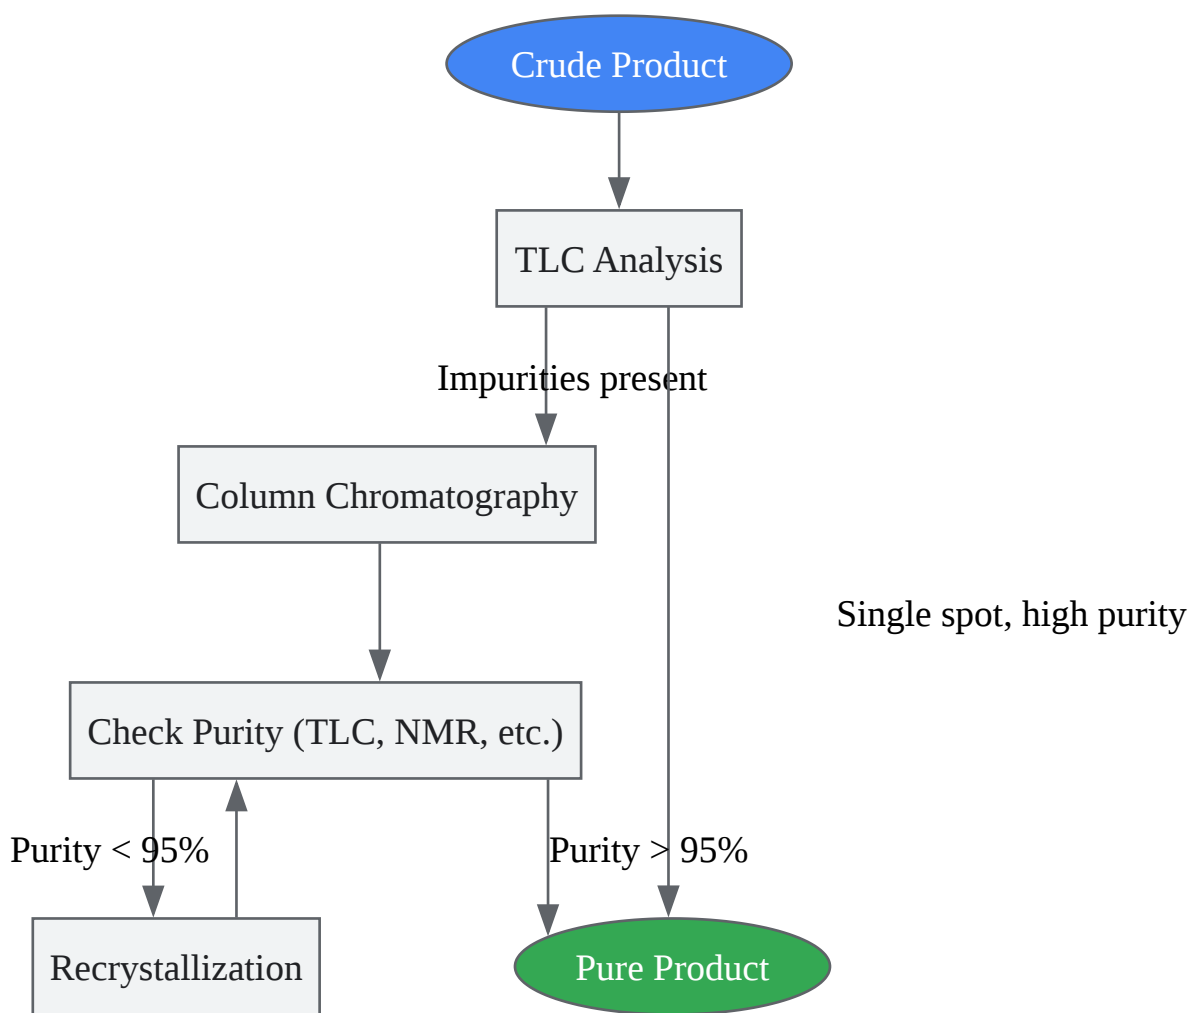 Crude Product
TLC Analysis
Impurities present
Column Chromatography
Single spot, high purity
Check Purity (TLC, NMR, etc.)
Purity < 95%
Purity > 95%
Recrystallization
Pure Product